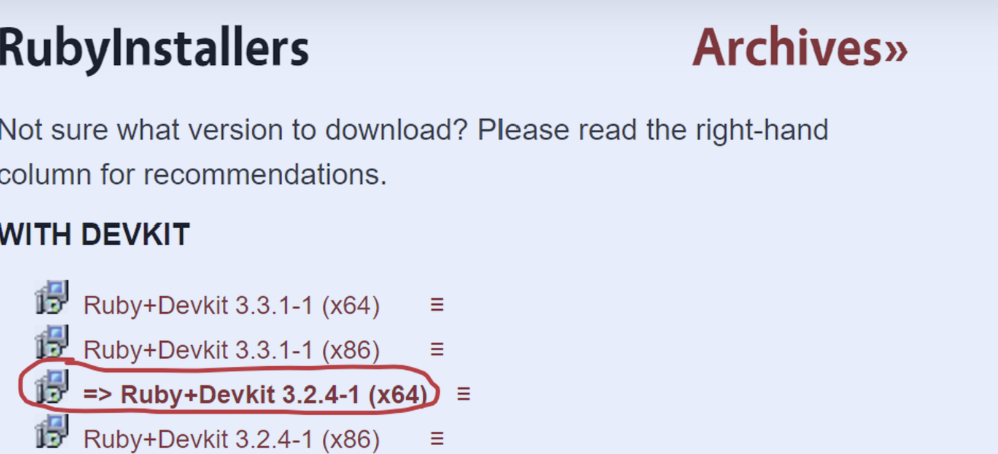 RubyInstallers Archives»
Not sure what version to download? Please read the right-hand
column for recommendations.
WITH DEVKIT
Ruby+Devkit 3.3.1-1 (x64) ≡
Ruby+Devkit 3.3.1-1 (x86) ≡
=> Ruby+Devkit 3.2.4-1 (x64) ≡
Ruby+Devkit 3.2.4-1 (x86) ≡